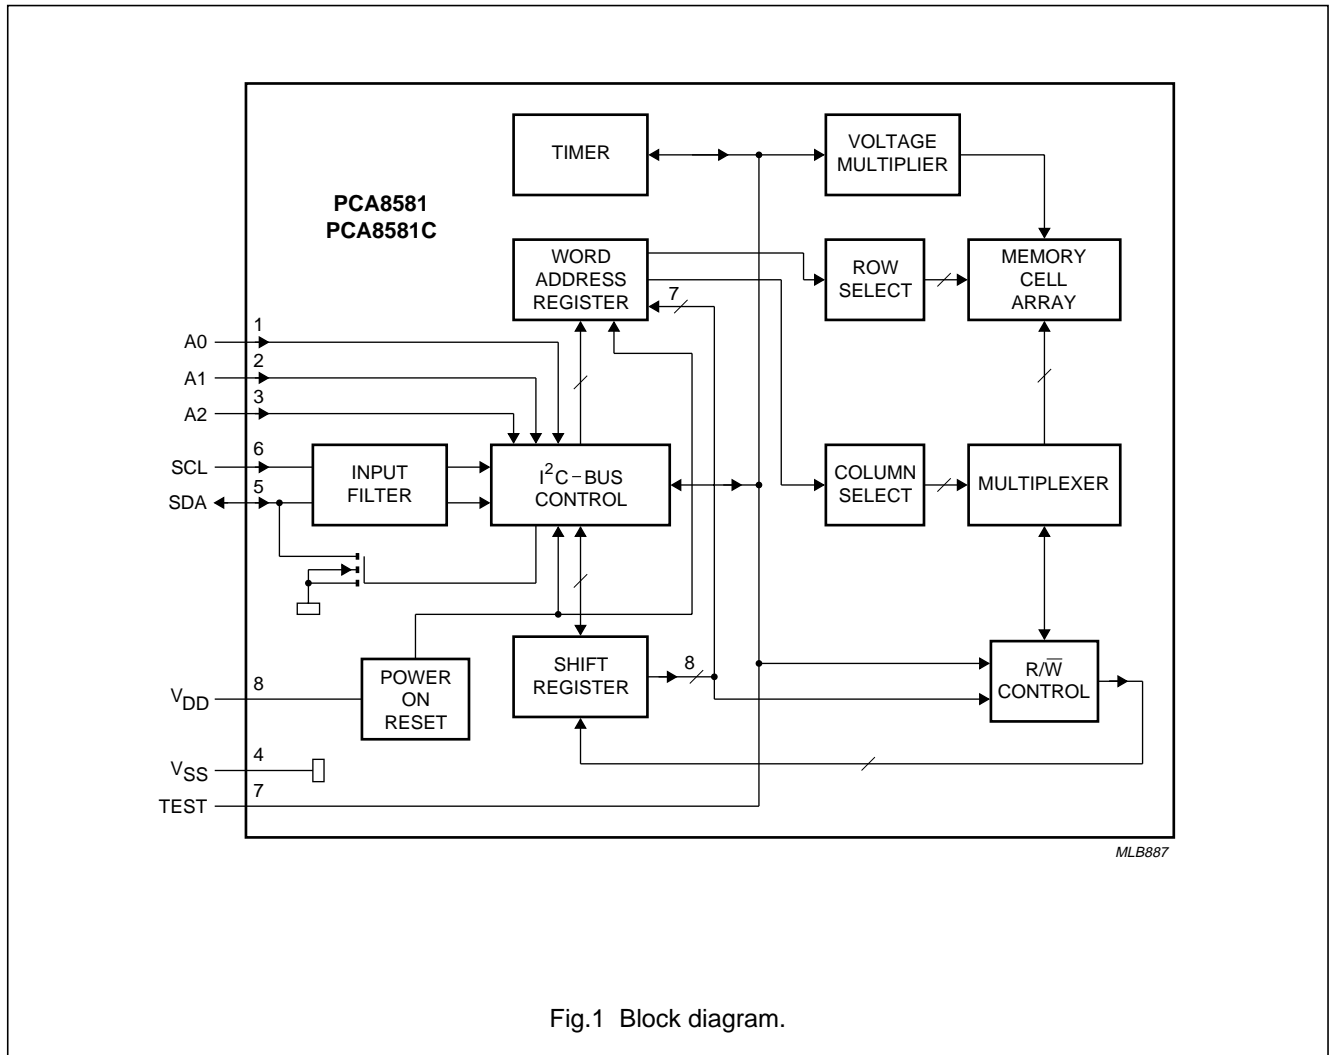 TIMER
VOLTAGE
MULTIPLIER
PCA8581
PCA8581C
WORD
ADDRESS
REGISTER
ROW
SELECT
MEMORY
CELL
ARRAY
7
A0
1
A1
2
A2
3
SCL
6
SDA
5
INPUT
FILTER
I²C–BUS
CONTROL
COLUMN
SELECT
MULTIPLEXER
POWER
ON
RESET
SHIFT
REGISTER
8
R/W̅
CONTROL
V_DD
8
V_SS
4
TEST
7
MLB887
Fig.1 Block diagram.